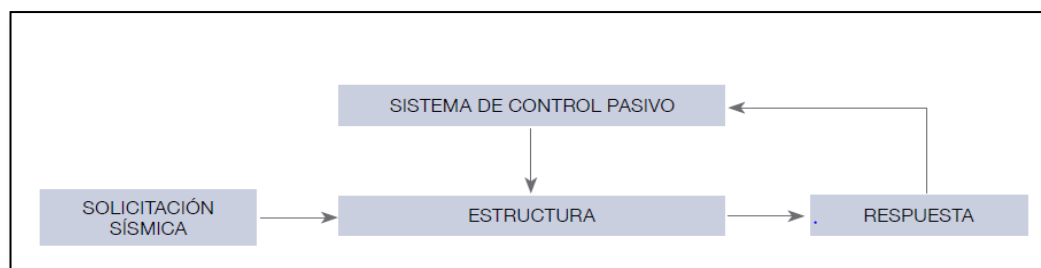 SISTEMA DE CONTROL PASIVO
SOLICITACIÓN
SÍSMICA
ESTRUCTURA
RESPUESTA